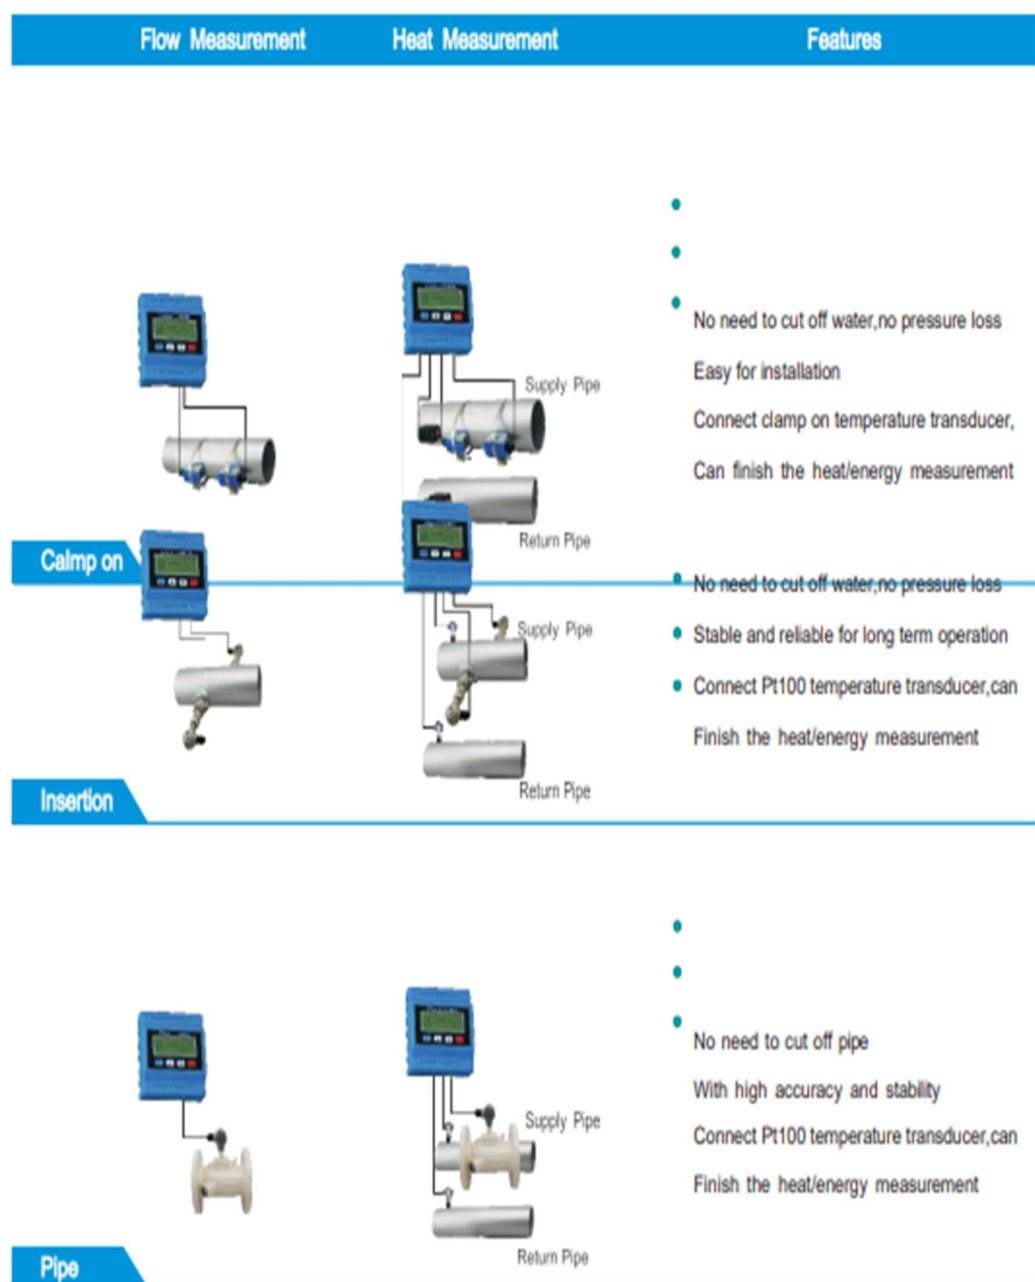 Flow Measurement Heat Measurement Features
No need to cut off water,no pressure loss
Supply Pipe
Easy for installation
Connect clamp on temperature transducer,
Can finish the heat/energy measurement
Return Pipe
Calmp on
No need to cut off water,no pressure loss
Supply Pipe
Stable and reliable for long term operation
Connect Pt100 temperature transducer,can
Finish the heat/energy measurement
Return Pipe
Insertion
No need to cut off pipe
With high accuracy and stability
Supply Pipe
Connect Pt100 temperature transducer,can
Finish the heat/energy measurement
Return Pipe
Pipe